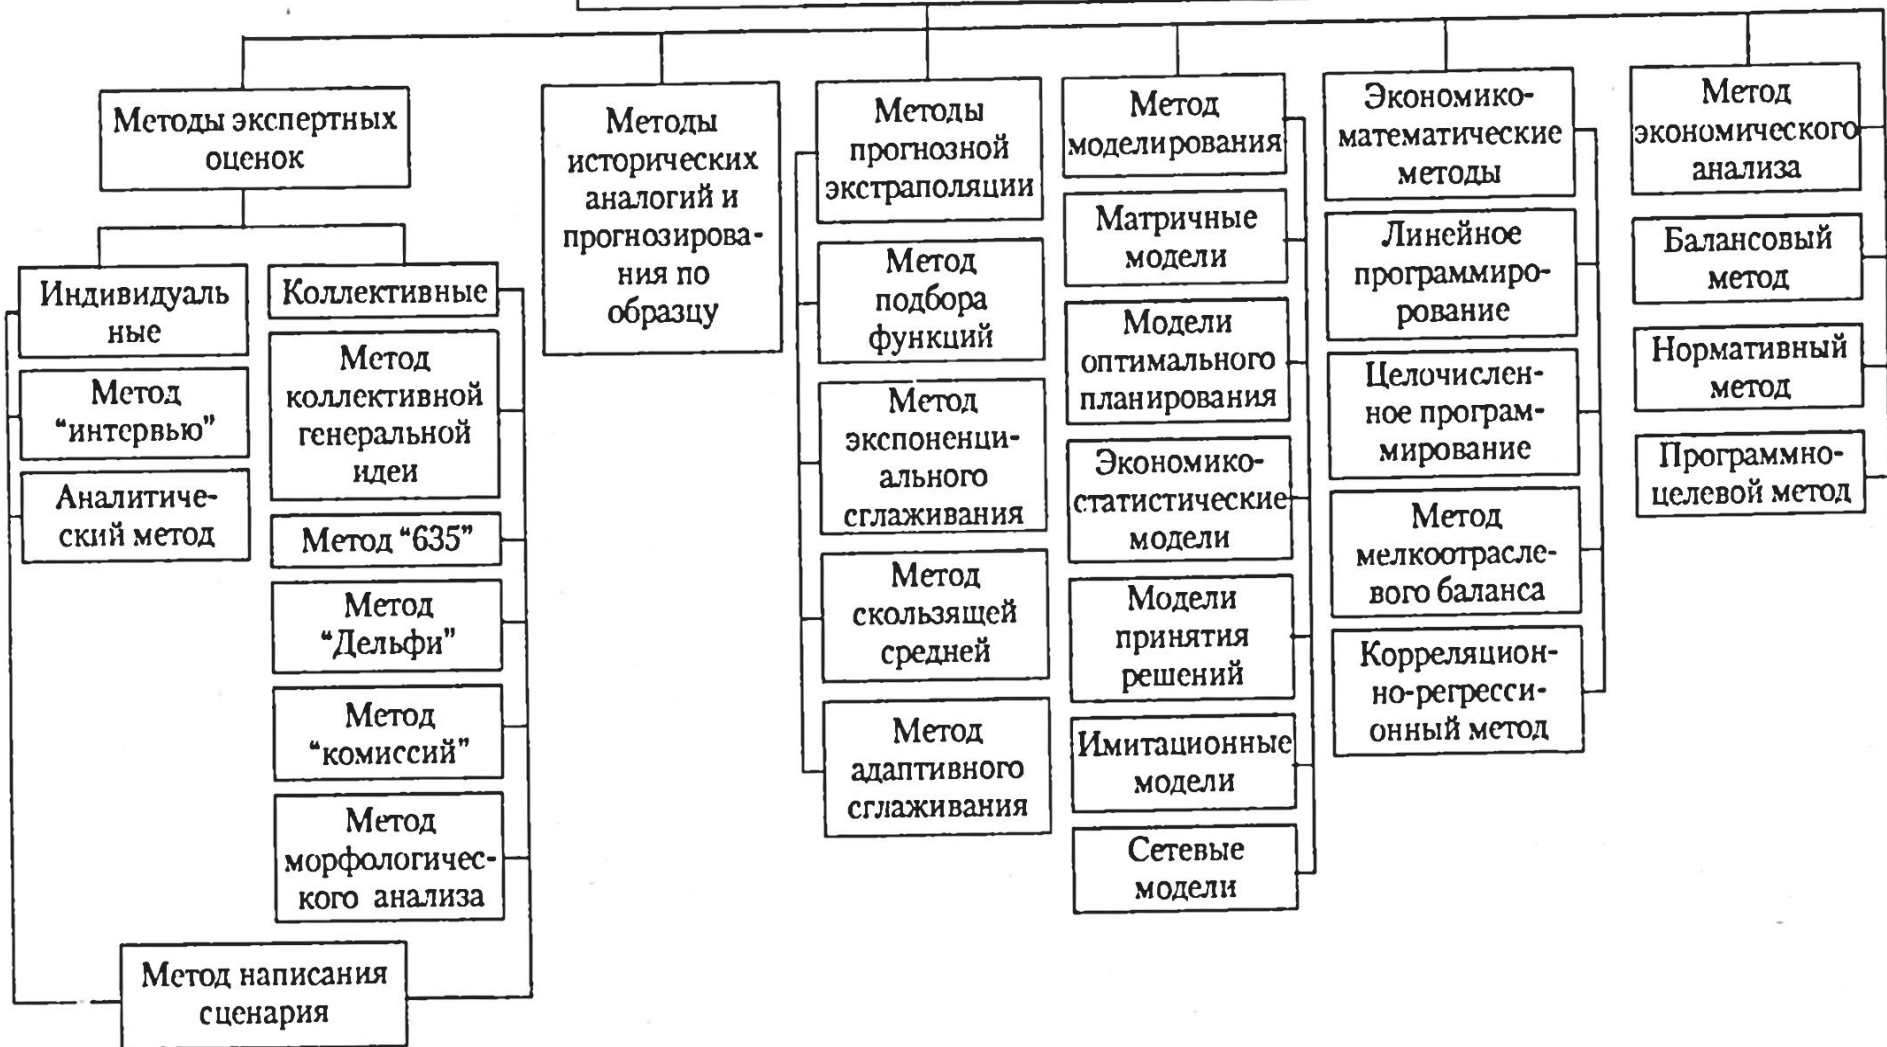 Методы экспертных
оценок
Индивидуаль
ные
Метод
“интервью”
Аналитиче-
ский метод
Коллективные
Метод
коллективной
генеральной
идеи
Метод “635”
Метод
“Дельфи”
Метод
“комиссий”
Метод
морфологичес-
кого анализа
Метод написания
сценария
Методы
исторических
аналогий и
прогнозирова-
ния по
образцу
Методы
прогнозной
экстраполяции
Метод
подбора
функций
Метод
экспоненци-
ального
сглаживания
Метод
скользящей
средней
Метод
адаптивного
сглаживания
Метод
моделирования
Матричные
модели
Модели
оптимального
планирования
Экономико-
статистические
модели
Модели
принятия
решений
Имитационные
модели
Сетевые
модели
Экономико-
математические
методы
Линейное
программиро-
рование
Целочислен-
ное програм-
мирование
Метод
мелкоотрасле-
вого баланса
Корреляцион-
но-регресси-
онный метод
Метод
экономического
анализа
Балансовый
метод
Нормативный
метод
Программно-
целевой метод